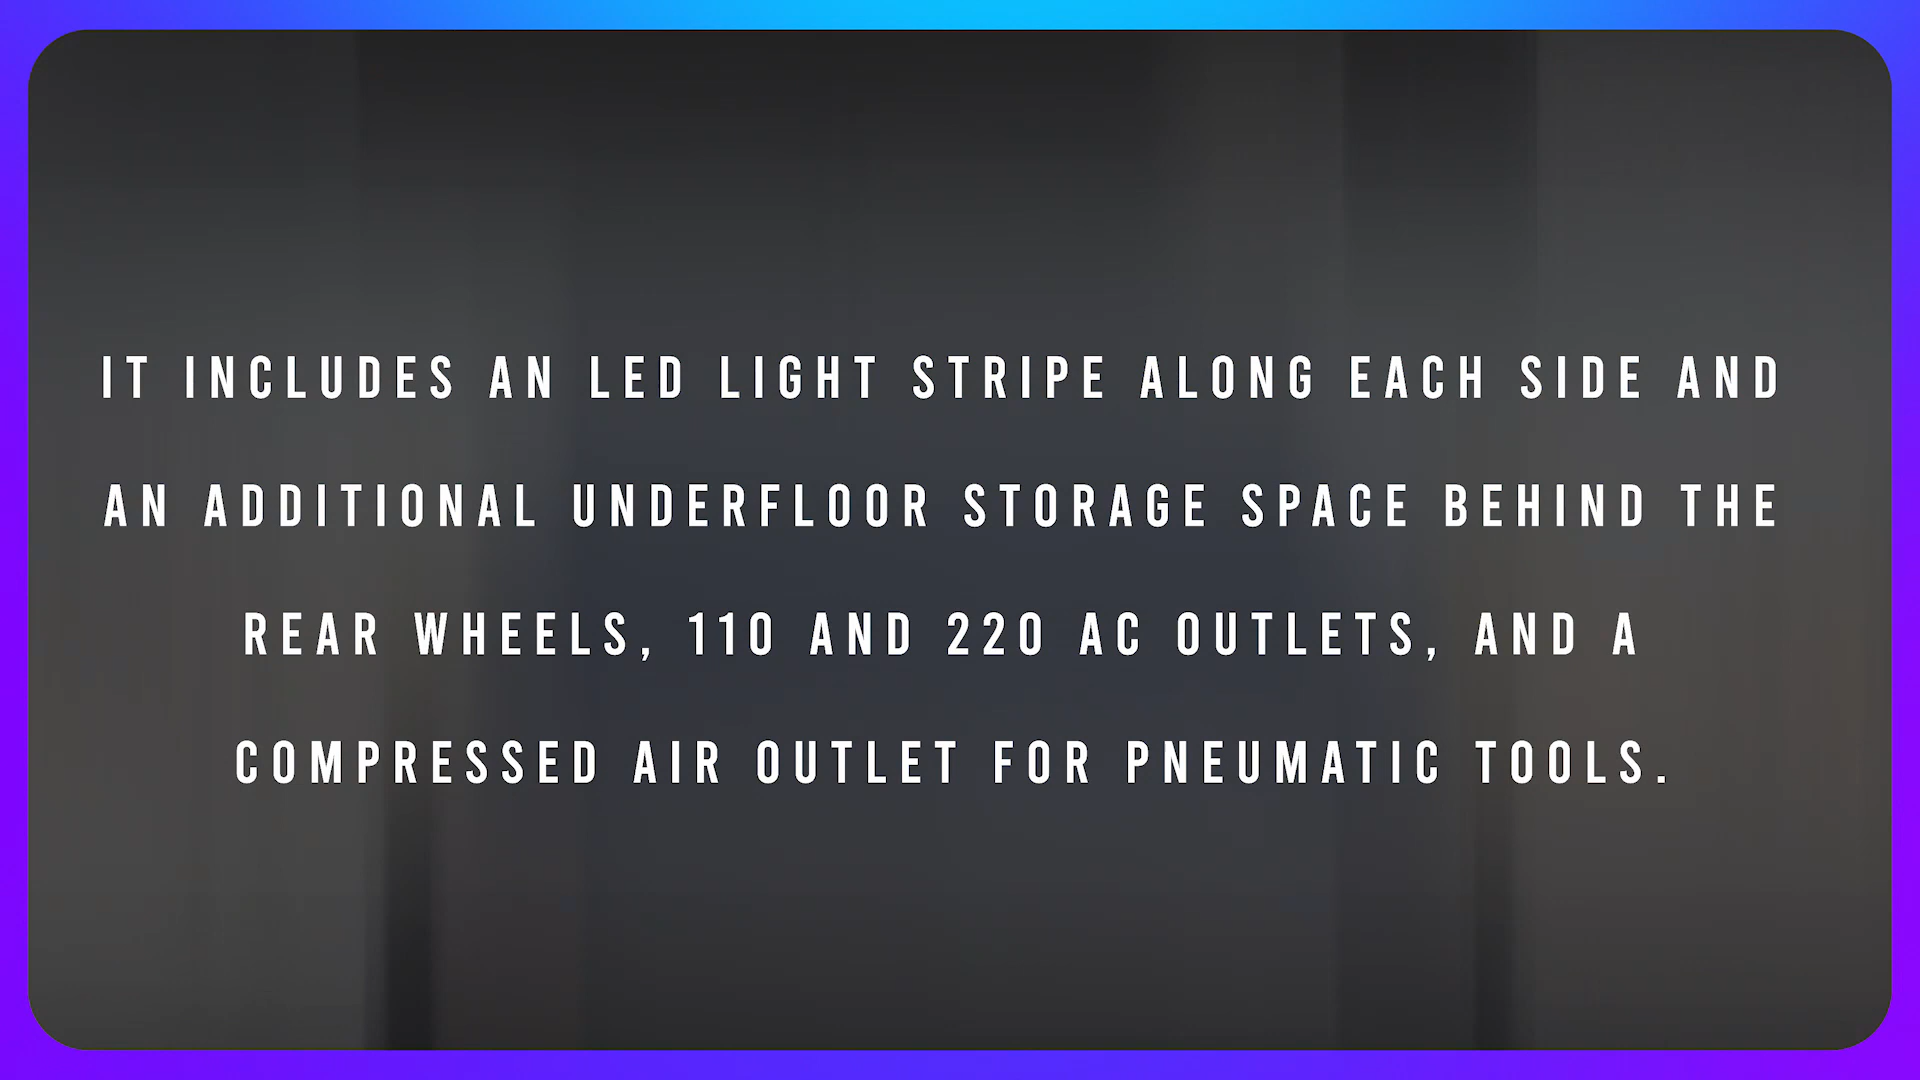 IT INCLUDES AN LED LIGHT STRIPE ALONG EACH SIDE AND
AN ADDITIONAL UNDERFLOOR STORAGE SPACE BEHIND THE
REAR WHEELS, 110 AND 220 AC OUTLETS, AND A
COMPRESSED AIR OUTLET FOR PNEUMATIC TOOLS.